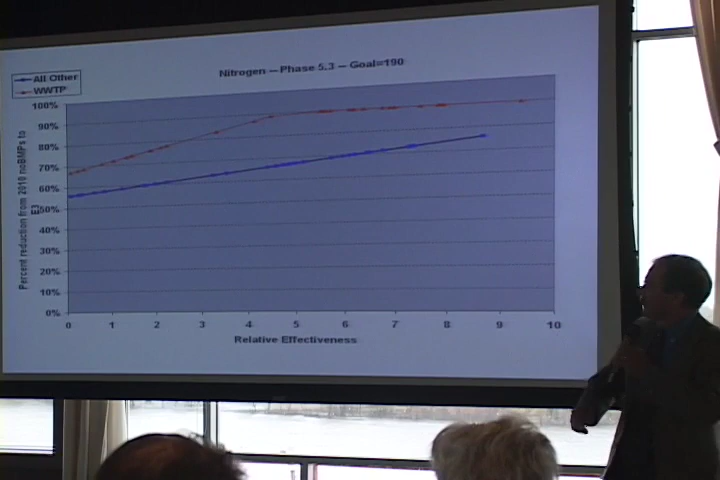 Nitrogen -- Phase 5.3 -- Goal=190
All Other
WWTP
Percent reduction from 2010 noBMPs to
E3
100%
90%
80%
70%
60%
50%
40%
30%
20%
10%
0%
0 1 2 3 4 5 6 7 8 9 10
Relative Effectiveness